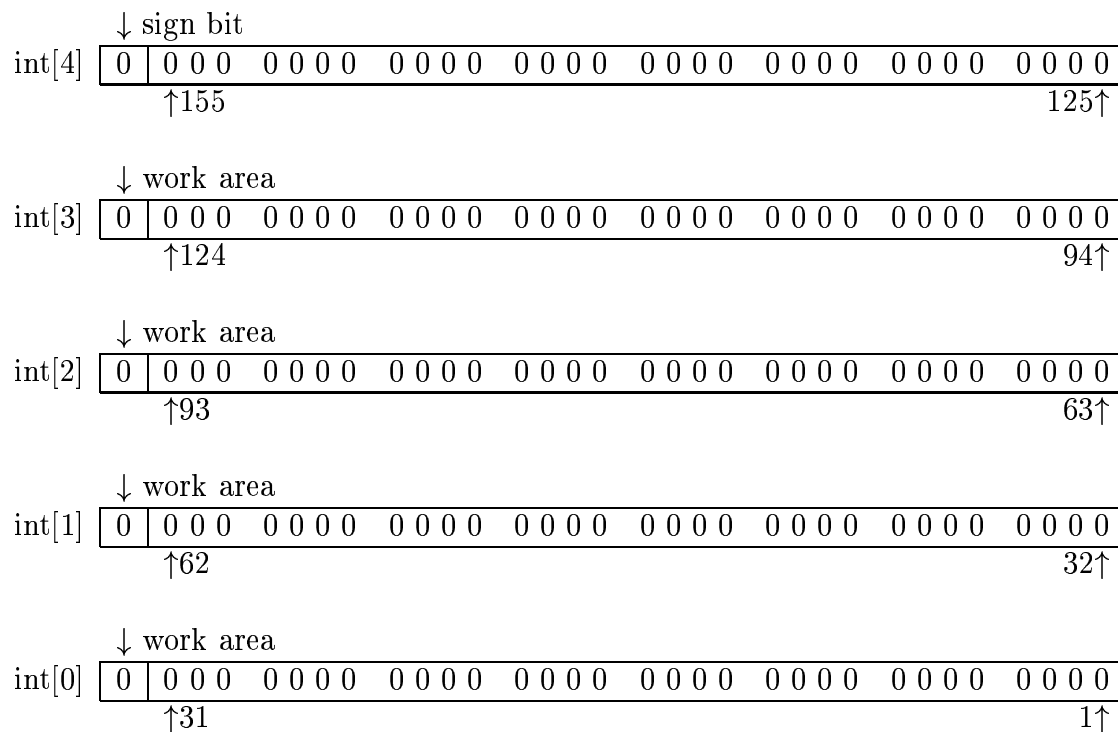 ↓ sign bit
int[4] 0 0 0 0 0 0 0 0 0 0 0 0 0 0 0 0 0 0 0 0 0 0 0 0 0 0 0 0 0 0 0 0
↑155 125↑
↓ work area
int[3] 0 0 0 0 0 0 0 0 0 0 0 0 0 0 0 0 0 0 0 0 0 0 0 0 0 0 0 0 0 0 0 0
↑124 94↑
↓ work area
int[2] 0 0 0 0 0 0 0 0 0 0 0 0 0 0 0 0 0 0 0 0 0 0 0 0 0 0 0 0 0 0 0 0
↑93 63↑
↓ work area
int[1] 0 0 0 0 0 0 0 0 0 0 0 0 0 0 0 0 0 0 0 0 0 0 0 0 0 0 0 0 0 0 0 0
↑62 32↑
↓ work area
int[0] 0 0 0 0 0 0 0 0 0 0 0 0 0 0 0 0 0 0 0 0 0 0 0 0 0 0 0 0 0 0 0 0
↑31 1↑